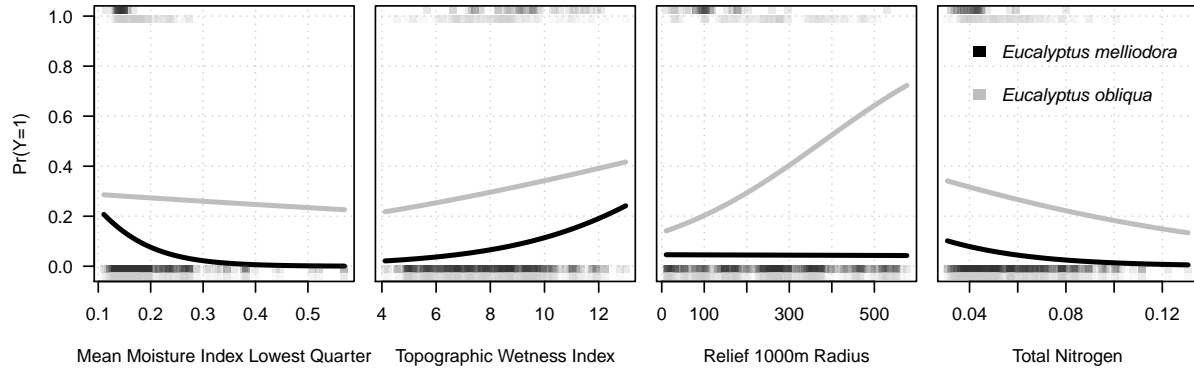 Pr(Y=1)
1.0
0.8
0.6
0.4
0.2
0.0
Eucalyptus melliodora
Eucalyptus obliqua
0.1 0.2 0.3 0.4 0.5
4 6 8 10 12
0 100 300 500
0.04 0.08 0.12
Mean Moisture Index Lowest Quarter
Topographic Wetness Index
Relief 1000m Radius
Total Nitrogen